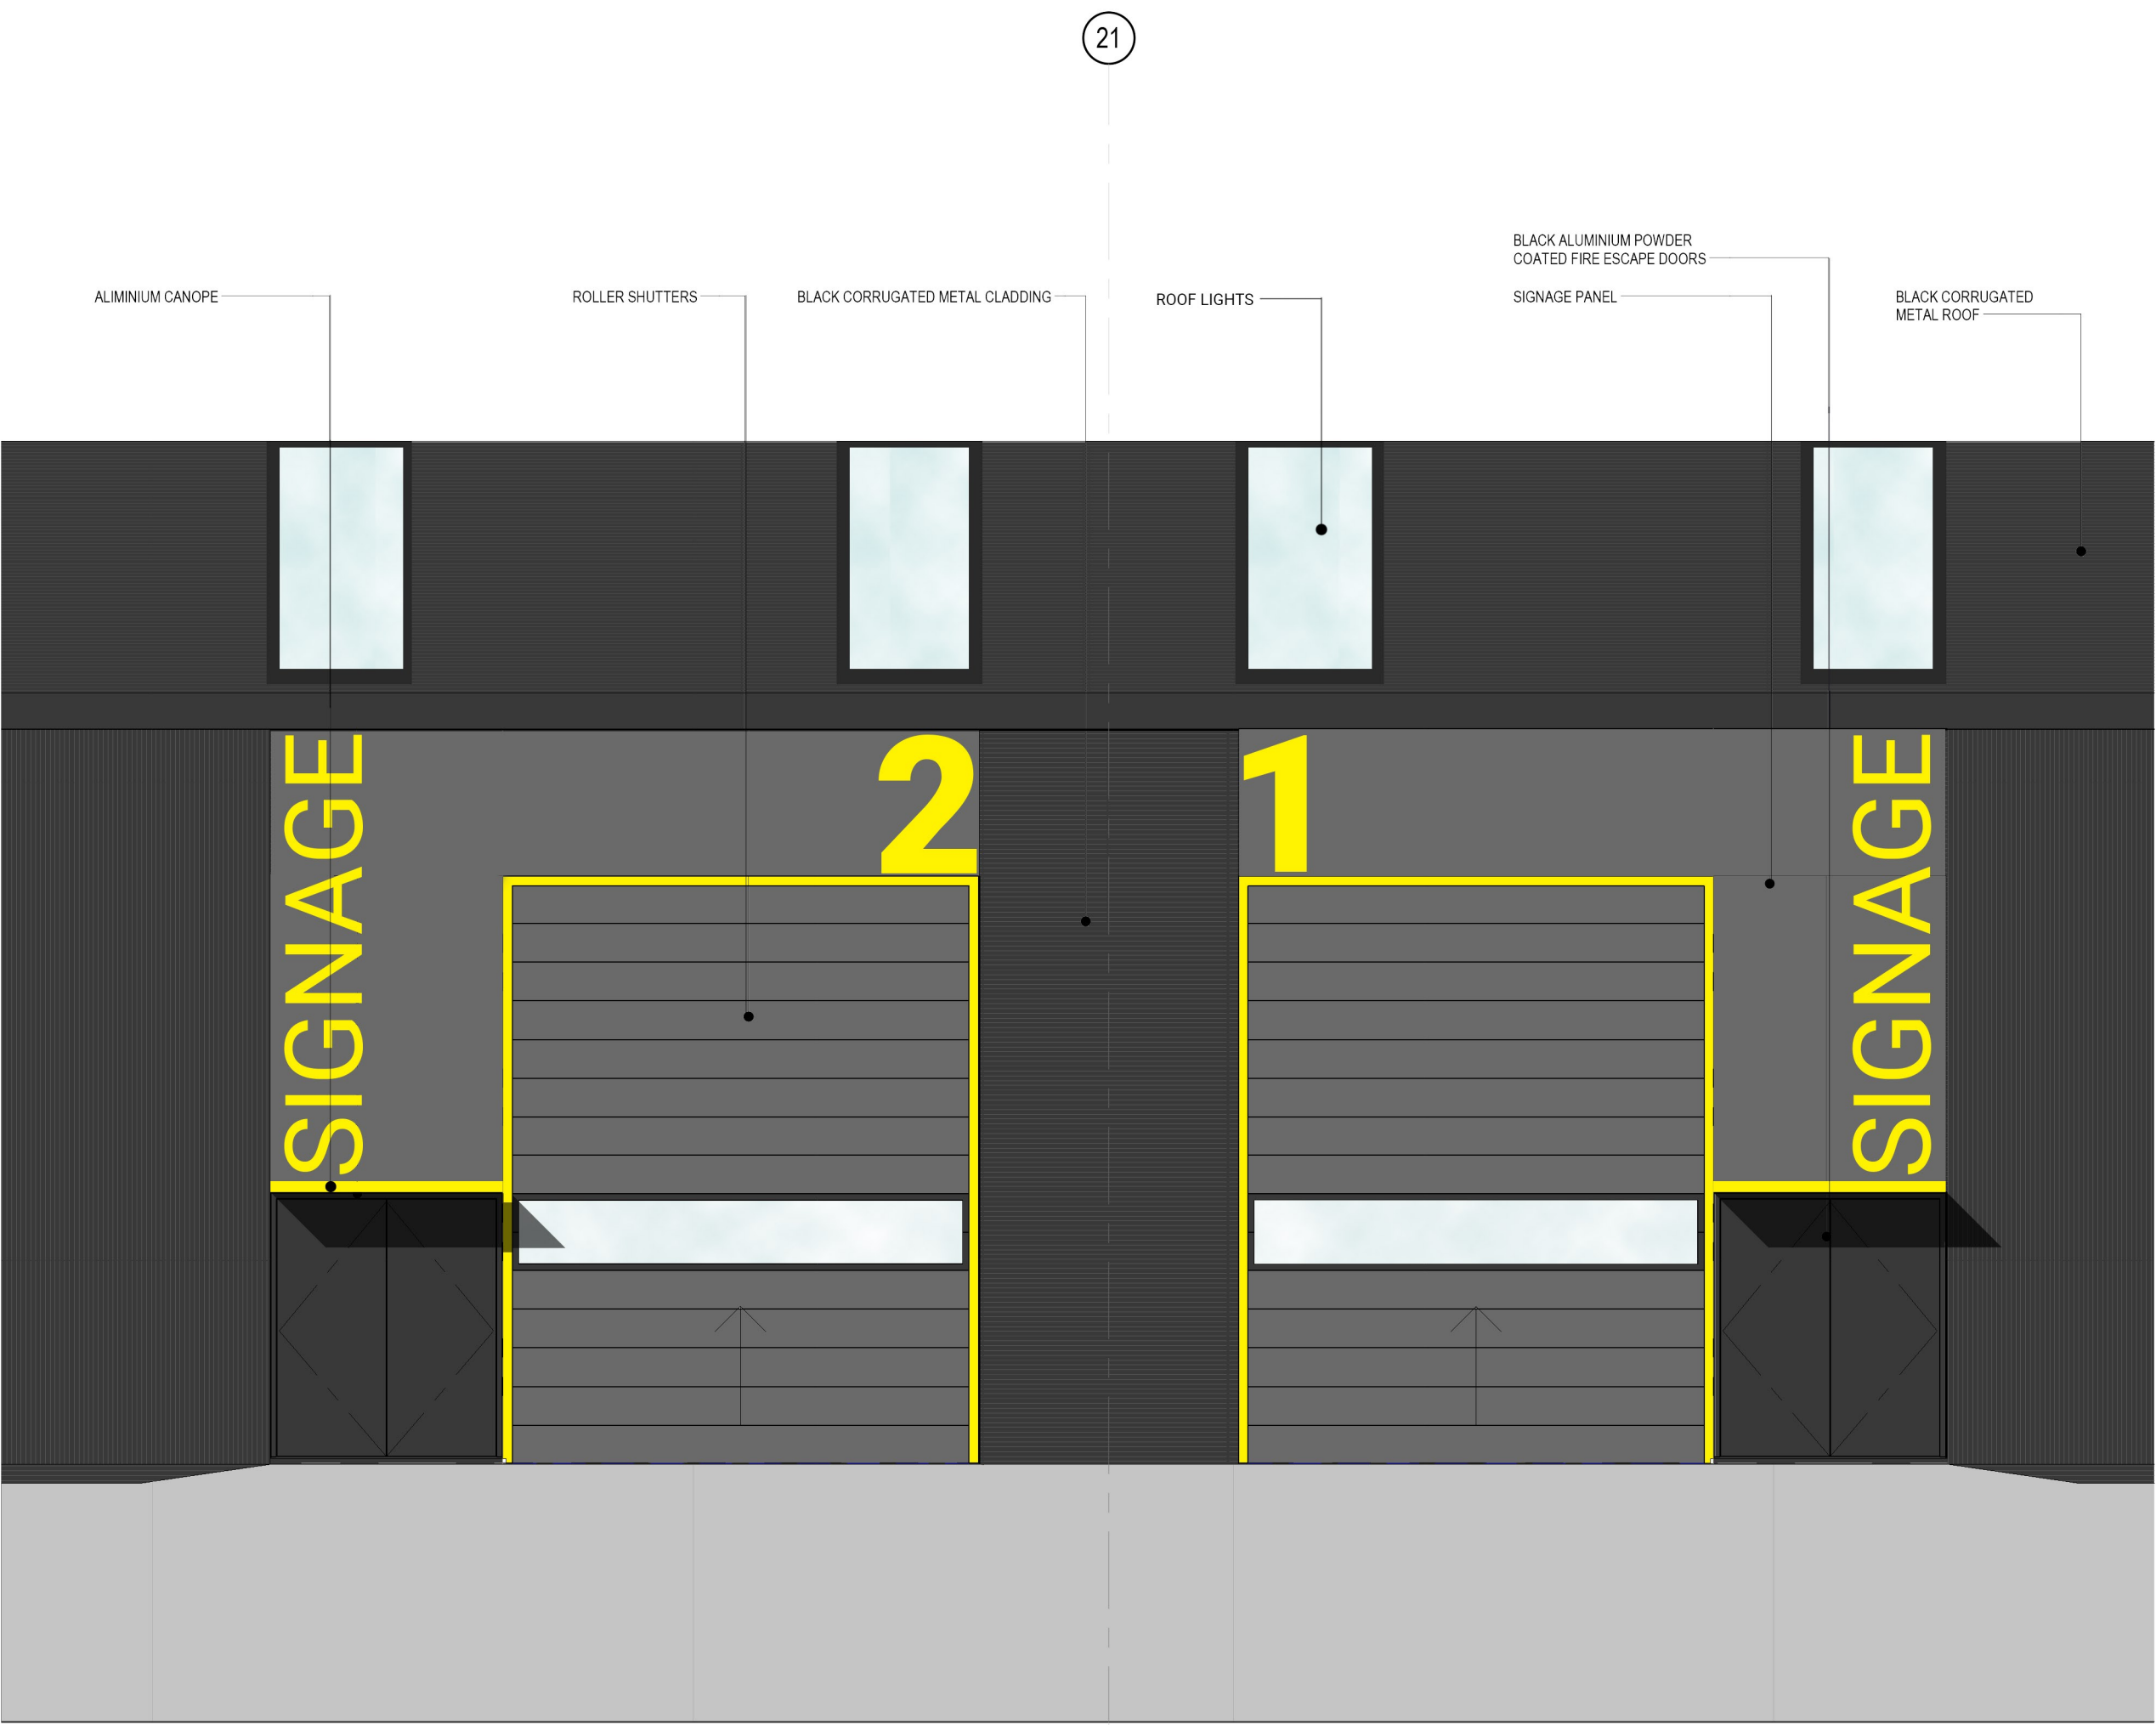 21
BLACK ALUMINIUM POWDER
COATED FIRE ESCAPE DOORS
ALIMINIUM CANOPE
ROLLER SHUTTERS
BLACK CORRUGATED METAL CLADDING
ROOF LIGHTS
SIGNAGE PANEL
BLACK CORRUGATED
METAL ROOF
SIGNAGE
2
1
SIGNAGE